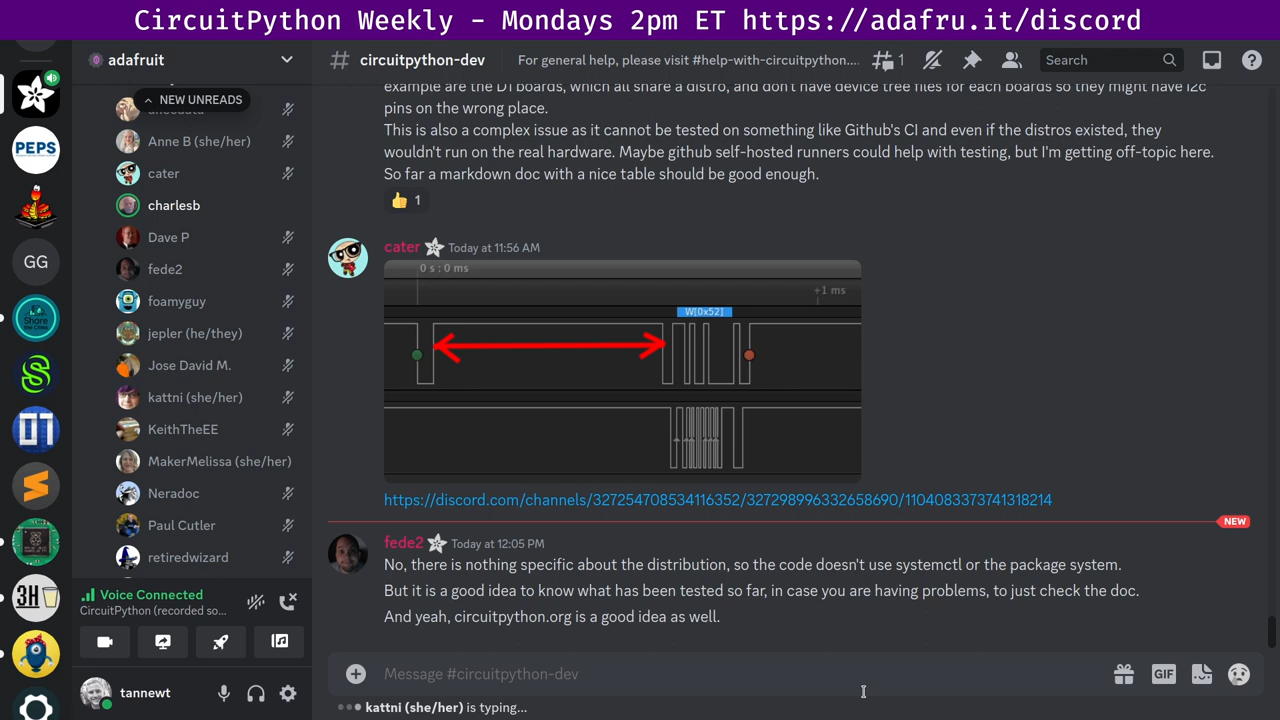 CircuitPython Weekly - Mondays 2pm ET https://adafru.it/discord
adafruit
NEW UNREADS
Anne B (she/her)
cater
charlesb
Dave P
fede2
foamyguy
jepler (he/they)
Jose David M.
kattni (she/her)
KeithTheEE
MakerMelissa (she/her)
Neradoc
Paul Cutler
retiredwizard
Voice Connected
CircuitPython (recorded so...
tannewt
PEPS
GG
Share the Class
S
01
3H
# circuitpython-dev
For general help, please visit #help-with-circuitpython....
1
Search
example are the D1 boards, which all share a distro, and don't have device tree files for each boards so they might have i2c
pins on the wrong place.
This is also a complex issue as it cannot be tested on something like Github's CI and even if the distros existed, they
wouldn't run on the real hardware. Maybe github self-hosted runners could help with testing, but I'm getting off-topic here.
So far a markdown doc with a nice table should be good enough.
1
cater Today at 11:56 AM
0 s : 0 ms
+1 ms
W[0x52]
https://discord.com/channels/327254708534116352/327298996332658690/1104083373741318214
NEW
fede2 Today at 12:05 PM
No, there is nothing specific about the distribution, so the code doesn't use systemctl or the package system.
But it is a good idea to know what has been tested so far, in case you are having problems, to just check the doc.
And yeah, circuitpython.org is a good idea as well.
Message #circuitpython-dev
GIF
kattni (she/her) is typing...